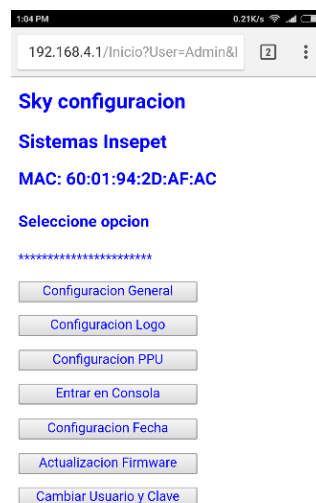 1:04 PM 0.21K/s
192.168.4.1/Inicio?User=Admin& 2
Sky configuracion
Sistemas Insepet
MAC: 60:01:94:2D:AF:AC
Seleccione opcion
***********************
Configuracion General
Configuracion Logo
Configuracion PPU
Entrar en Consola
Configuracion Fecha
Actualizacion Firmware
Cambiar Usuario y Clave